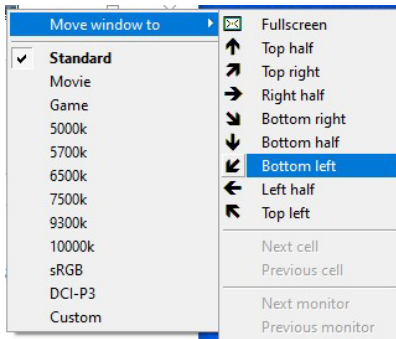 Move window to
Standard
Movie
Game
5000k
5700k
6500k
7500k
9300k
10000k
sRGB
DCI-P3
Custom
Fullscreen
Top half
Top right
Right half
Bottom right
Bottom half
Bottom left
Left half
Top left
Next cell
Previous cell
Next monitor
Previous monitor